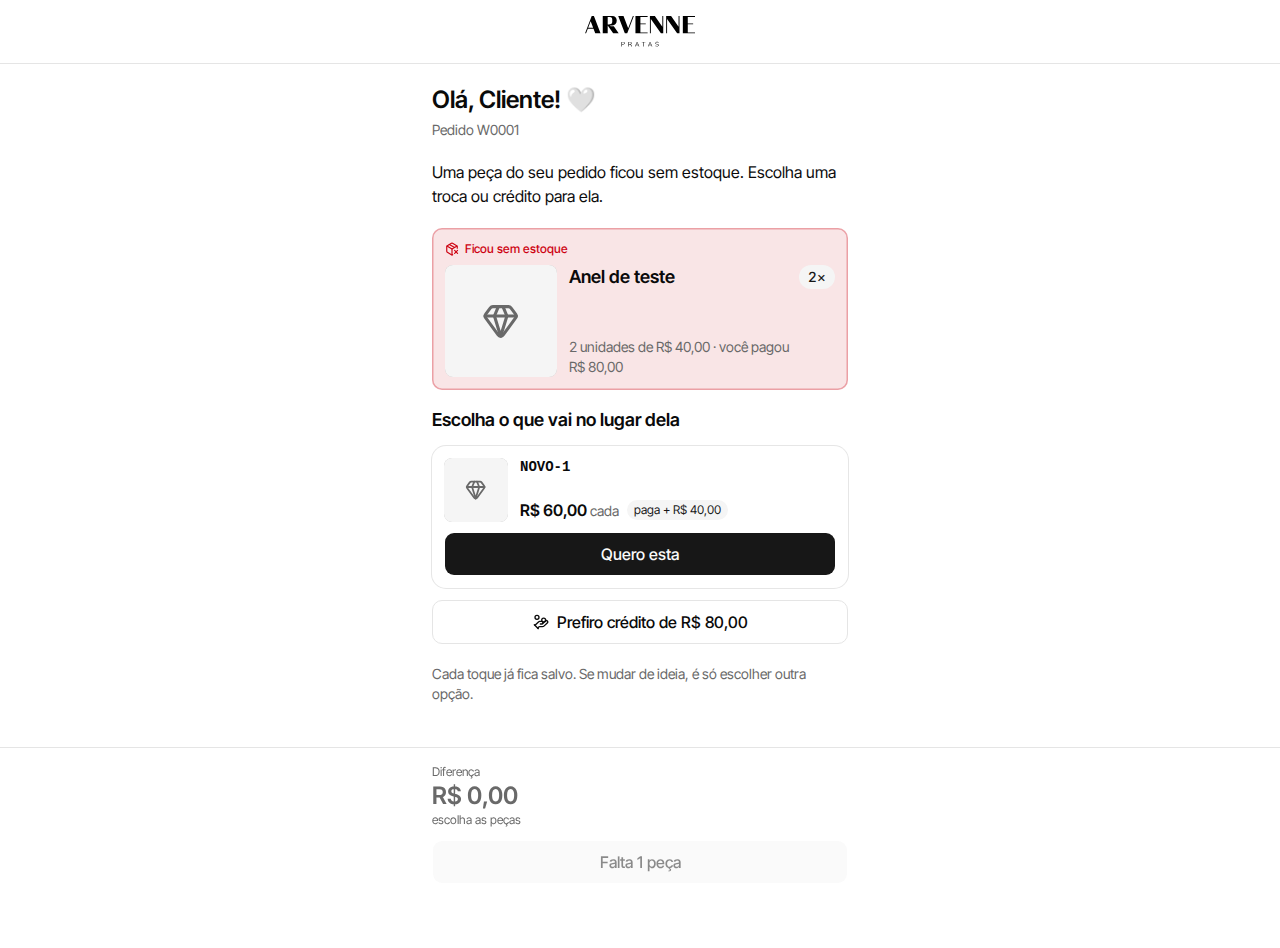 ARVENNE
PRATAS
Olá, Cliente! 🤍
Pedido W0001
Uma peça do seu pedido ficou sem estoque. Escolha uma
troca ou crédito para ela.
Ficou sem estoque
Anel de teste
2×
2 unidades de R$ 40,00 · você pagou
R$ 80,00
Escolha o que vai no lugar dela
NOVO-1
R$ 60,00 cada paga + R$ 40,00
Quero esta
Prefiro crédito de R$ 80,00
Cada toque já fica salvo. Se mudar de ideia, é só escolher outra
opção.
Diferença
R$ 0,00
escolha as peças
Falta 1 peça